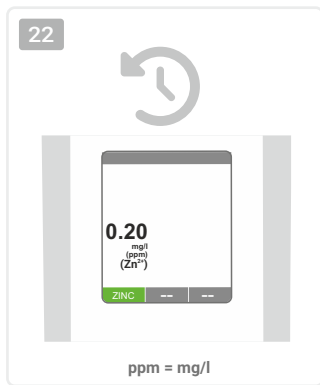 22
0.20
mg/l
(ppm)
(Zn²⁺)
ZINC -- --
ppm = mg/l